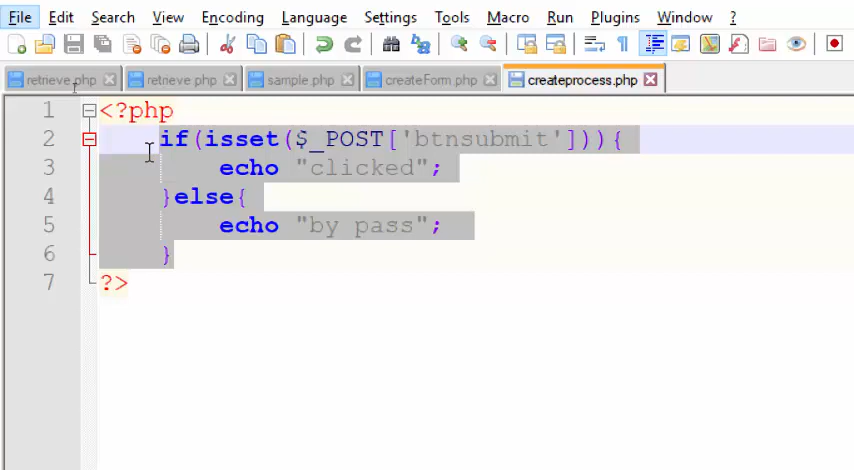 File Edit Search View Encoding Language Settings Tools Macro Run Plugins Window ?
retrieve.php retrieve.php sample.php createForm.php createprocess.php
1 <?php
2 if(isset($_POST['btnsubmit'])){
3 echo "clicked";
4 }else{
5 echo "by pass";
6 }
7 ?>